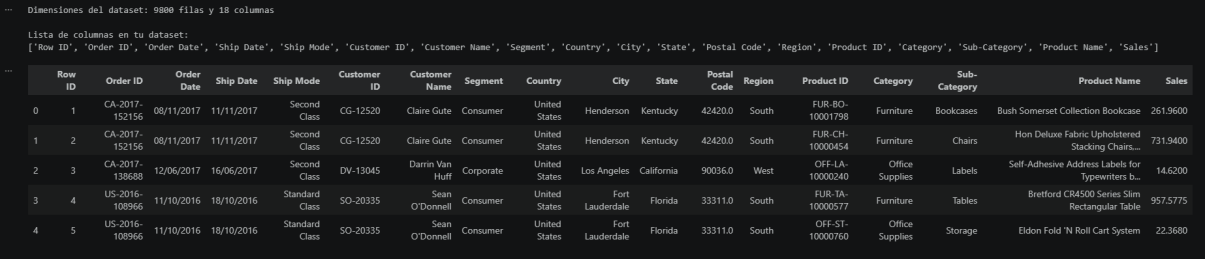 Dimensiones del dataset: 9800 filas y 18 columnas
Lista de columnas en tu dataset:
['Row ID', 'Order ID', 'Order Date', 'Ship Date', 'Ship Mode', 'Customer ID', 'Customer Name', 'Segment', 'Country', 'City', 'State', 'Postal Code', 'Region', 'Product ID', 'Category', 'Sub-Category', 'Product Name', 'Sales']
Row ID Order ID Order Date Ship Date Ship Mode Customer ID Customer Name Segment Country City State Postal Code Region Product ID Category Sub-Category Product Name Sales
0 1 CA-2017-152156 08/11/2017 11/11/2017 Second Class CG-12520 Claire Gute Consumer United States Henderson Kentucky 42420.0 South FUR-BO-10001798 Furniture Bookcases Bush Somerset Collection Bookcase 261.9600
1 2 CA-2017-152156 08/11/2017 11/11/2017 Second Class CG-12520 Claire Gute Consumer United States Henderson Kentucky 42420.0 South FUR-CH-10000454 Furniture Chairs Hon Deluxe Fabric Upholstered Stacking Chairs,... 731.9400
2 3 CA-2017-138688 12/06/2017 16/06/2017 Second Class DV-13045 Darrin Van Huff Corporate United States Los Angeles California 90036.0 West OFF-LA-10000240 Office Supplies Labels Self-Adhesive Address Labels for Typewriters b... 14.6200
3 4 US-2016-108966 11/10/2016 18/10/2016 Standard Class SO-20335 Sean O'Donnell Consumer United States Fort Lauderdale Florida 33311.0 South FUR-TA-10000577 Furniture Tables Bretford CR4500 Series Slim Rectangular Table 957.5775
4 5 US-2016-108966 11/10/2016 18/10/2016 Standard Class SO-20335 Sean O'Donnell Consumer United States Fort Lauderdale Florida 33311.0 South OFF-ST-10000760 Office Supplies Storage Eldon Fold 'N Roll Cart System 22.3680